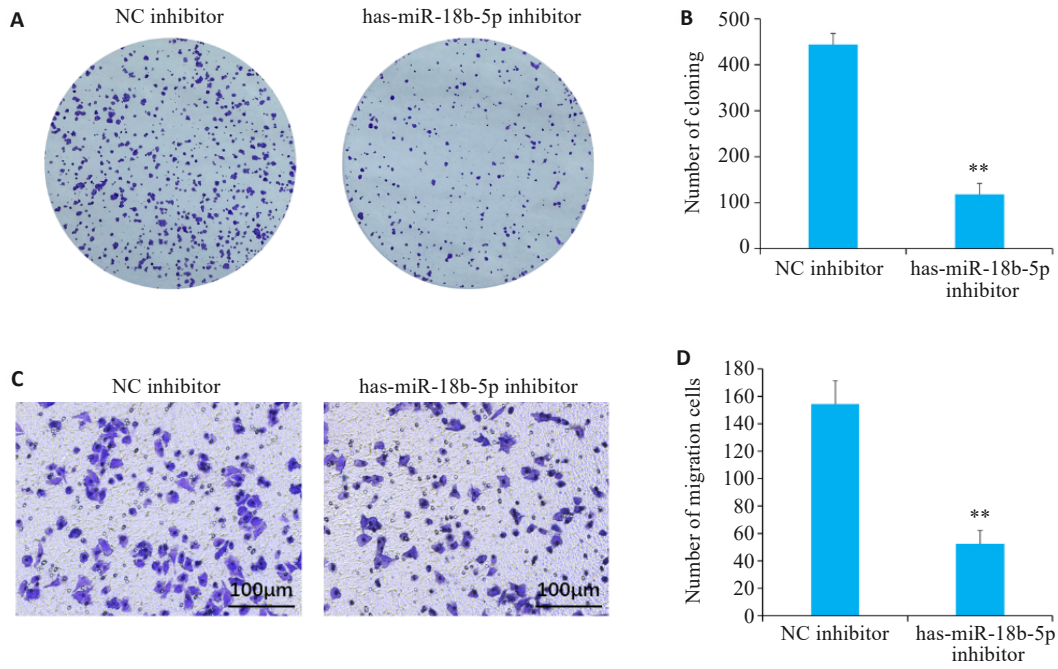 A
NC inhibitor
has-miR-18b-5p inhibitor
B
Number of cloning
450
400
500
200
100
0
**
NC inhibitor
has-miR-18b-5p
inhibitor
C
NC inhibitor
has-miR-18b-5p inhibitor
100μm
100μm
D
Number of migration cells
180
160
140
120
100
80
60
40
20
0
**
NC inhibitor
has-miR-18b-5p
inhibitor